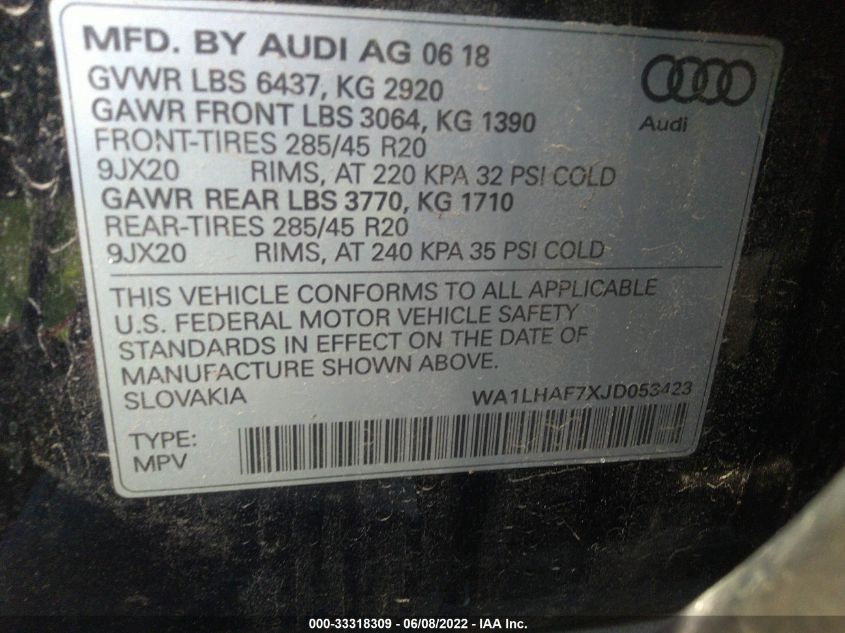 MFD. BY AUDI AG 06 18
GVWR LBS 6437, KG 2920
GAWR FRONT LBS 3064, KG 1390
FRONT-TIRES 285/45 R20
9JX20 RIMS, AT 220 KPA 32 PSI COLD
GAWR REAR LBS 3770, KG 1710
REAR-TIRES 285/45 R20
9JX20 RIMS, AT 240 KPA 35 PSI COLD
Audi
THIS VEHICLE CONFORMS TO ALL APPLICABLE
U.S. FEDERAL MOTOR VEHICLE SAFETY
STANDARDS IN EFFECT ON THE DATE OF
MANUFACTURE SHOWN ABOVE.
SLOVAKIA WA1LHAF7XJD053423
TYPE:
MPV
000-33318309 - 06/08/2022 - IAA Inc.